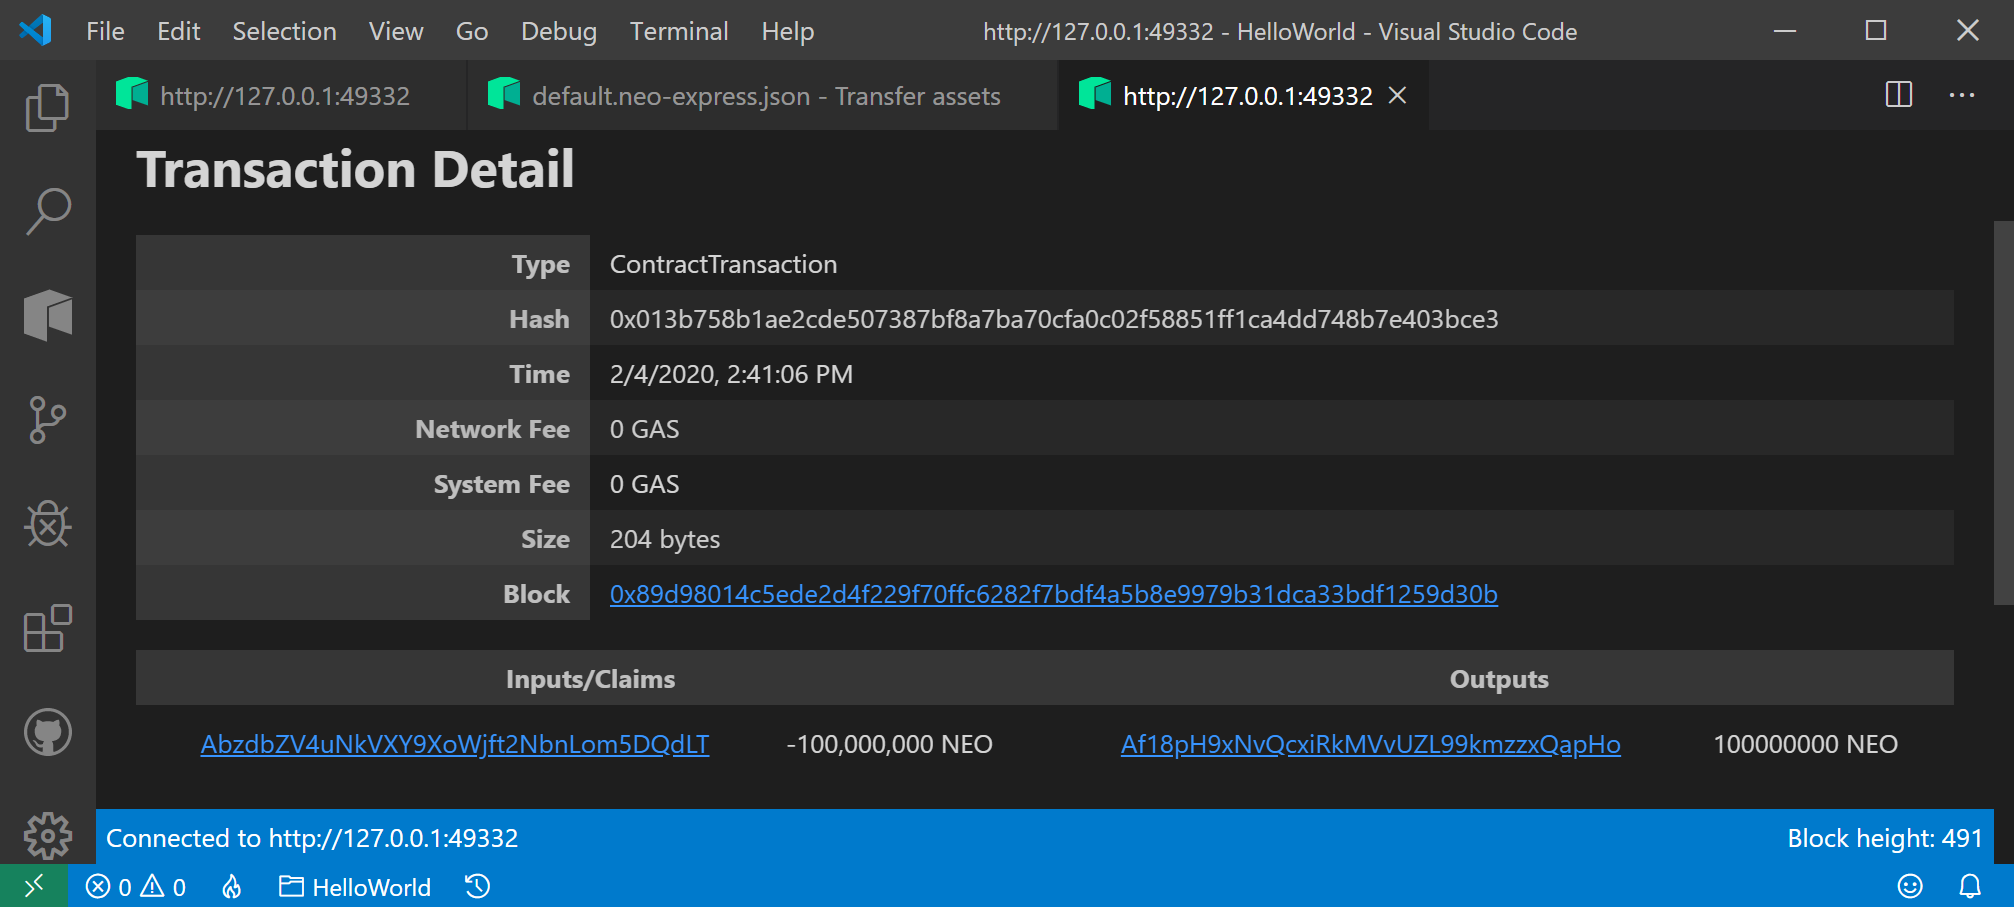 File Edit Selection View Go Debug Terminal Help http://127.0.0.1:49332 - HelloWorld - Visual Studio Code
http://127.0.0.1:49332 default.neo-express.json - Transfer assets http://127.0.0.1:49332
Transaction Detail
Type ContractTransaction
Hash 0x013b758b1ae2cde507387bf8a7ba70cfa0c02f58851ff1ca4dd748b7e403bce3
Time 2/4/2020, 2:41:06 PM
Network Fee 0 GAS
System Fee 0 GAS
Size 204 bytes
Block 0x89d98014c5ede2d4f229f70ffc6282f7bdf4a5b8e9979b31dca33bdf1259d30b
Inputs/Claims Outputs
AbzdbZV4uNkVXY9XoWjft2NbnLom5DQdLT -100,000,000 NEO Af18pH9xNvQcxiRkMVvUZL99kmzzxQapHo 100000000 NEO
Connected to http://127.0.0.1:49332 Block height: 491
0 0 HelloWorld